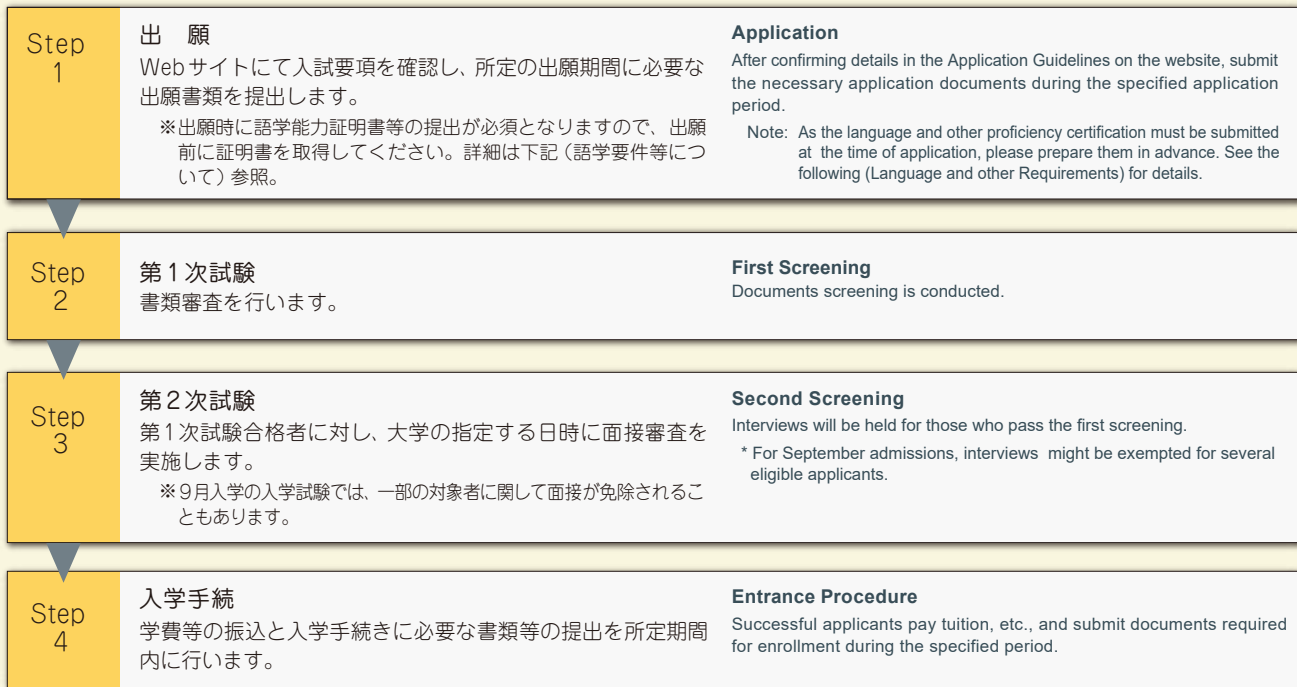 Step
1
出　願
Webサイトにて入試要項を確認し、所定の出願期間に必要な
出願書類を提出します。
※出願時に語学能力証明書等の提出が必須となりますので、出願
前に証明書を取得してください。詳細は下記（語学要件等につ
いて）参照。
Application
After confirming details in the Application Guidelines on the website, submit
the necessary application documents during the specified application
period.
Note: As the language and other proficiency certification must be submitted
at the time of application, please prepare them in advance. See the
following (Language and other Requirements) for details.
Step
2
第1次試験
書類審査を行います。
First Screening
Documents screening is conducted.
Step
3
第2次試験
第1次試験合格者に対し、大学の指定する日時に面接審査を
実施します。
※9月入学の入学試験では、一部の対象者に関して面接が免除されるこ
ともあります。
Second Screening
Interviews will be held for those who pass the first screening.
* For September admissions, interviews might be exempted for several
eligible applicants.
Step
4
入学手続
学費等の振込と入学手続きに必要な書類等の提出を所定期間
内に行います。
Entrance Procedure
Successful applicants pay tuition, etc., and submit documents required
for enrollment during the specified period.